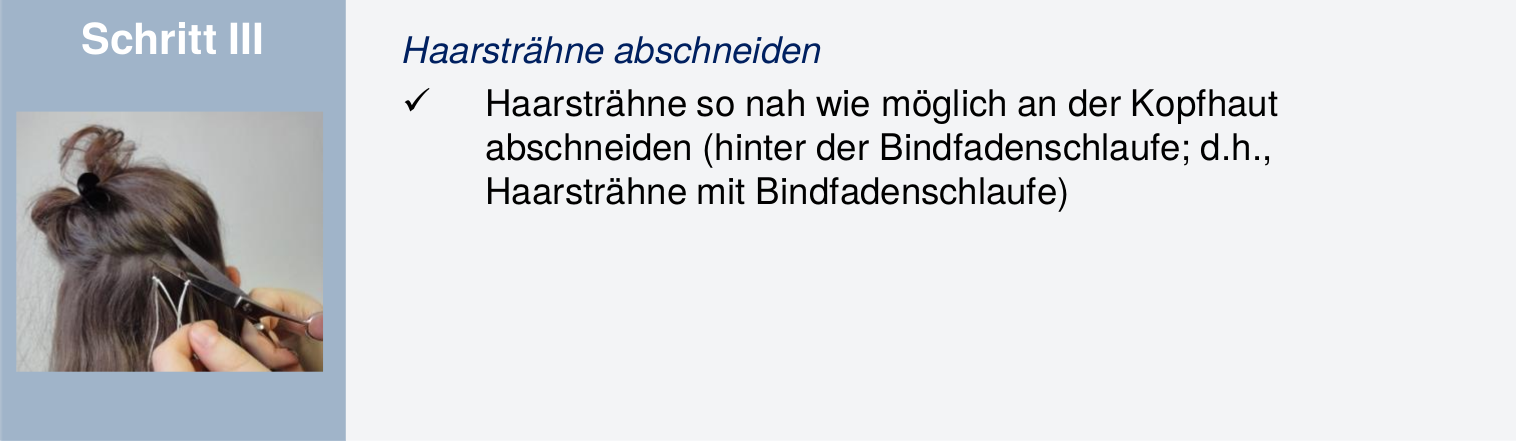 Schritt III
Haarsträhne abschneiden
✓ Haarsträhne so nah wie möglich an der Kopfhaut
abschneiden (hinter der Bindfadenschlaufe; d.h.,
Haarsträhne mit Bindfadenschlaufe)